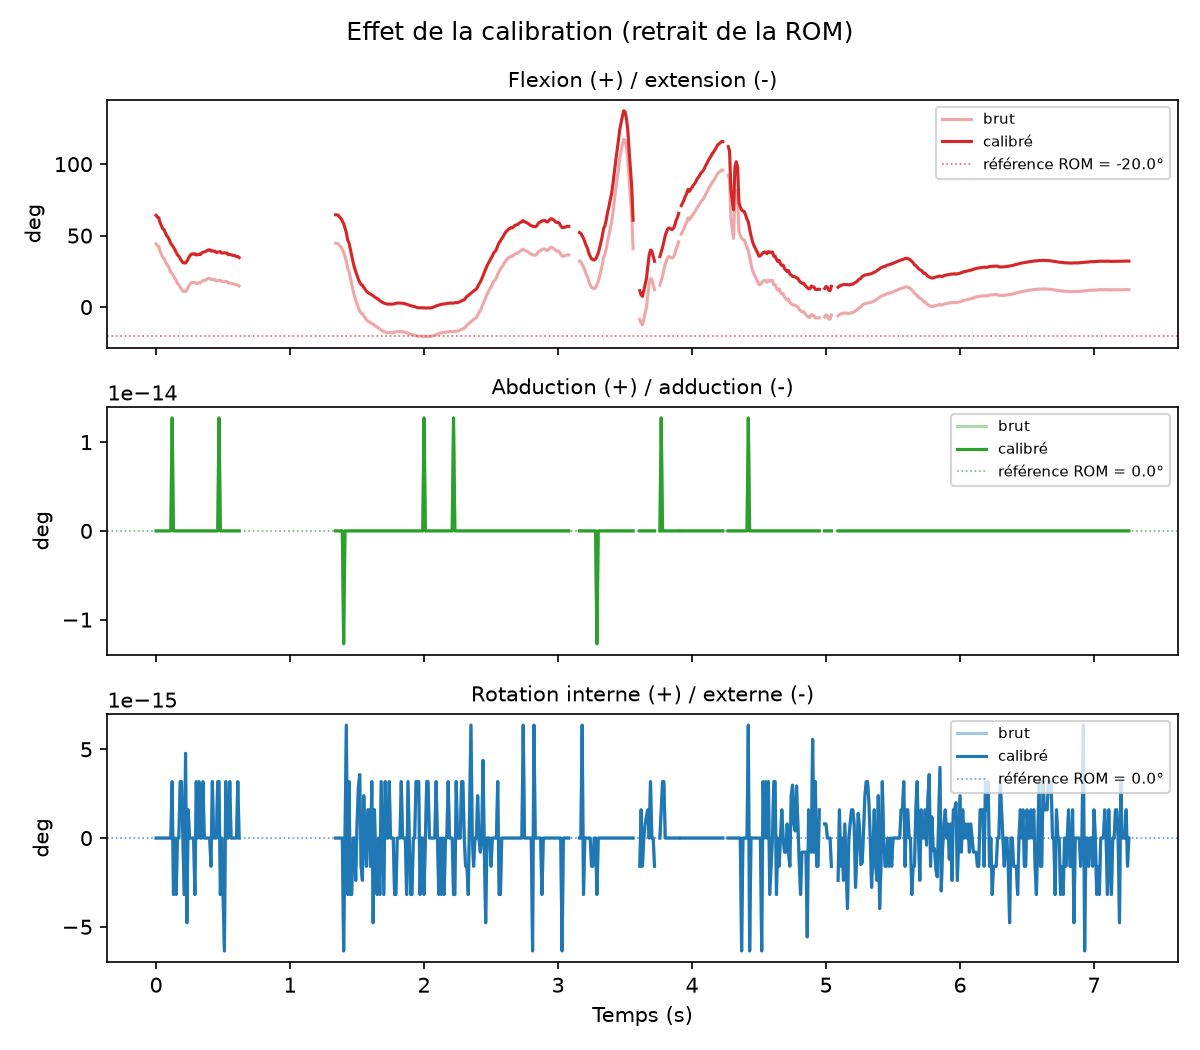 Effet de la calibration (retrait de la ROM)
Flexion (+) / extension (-)
brut
calibré
référence ROM = -20.0°
100
50
0
deg
1e−14
Abduction (+) / adduction (-)
brut
calibré
référence ROM = 0.0°
1
0
−1
deg
1e−15
Rotation interne (+) / externe (-)
brut
calibré
référence ROM = 0.0°
5
0
−5
deg
0 1 2 3 4 5 6 7
Temps (s)